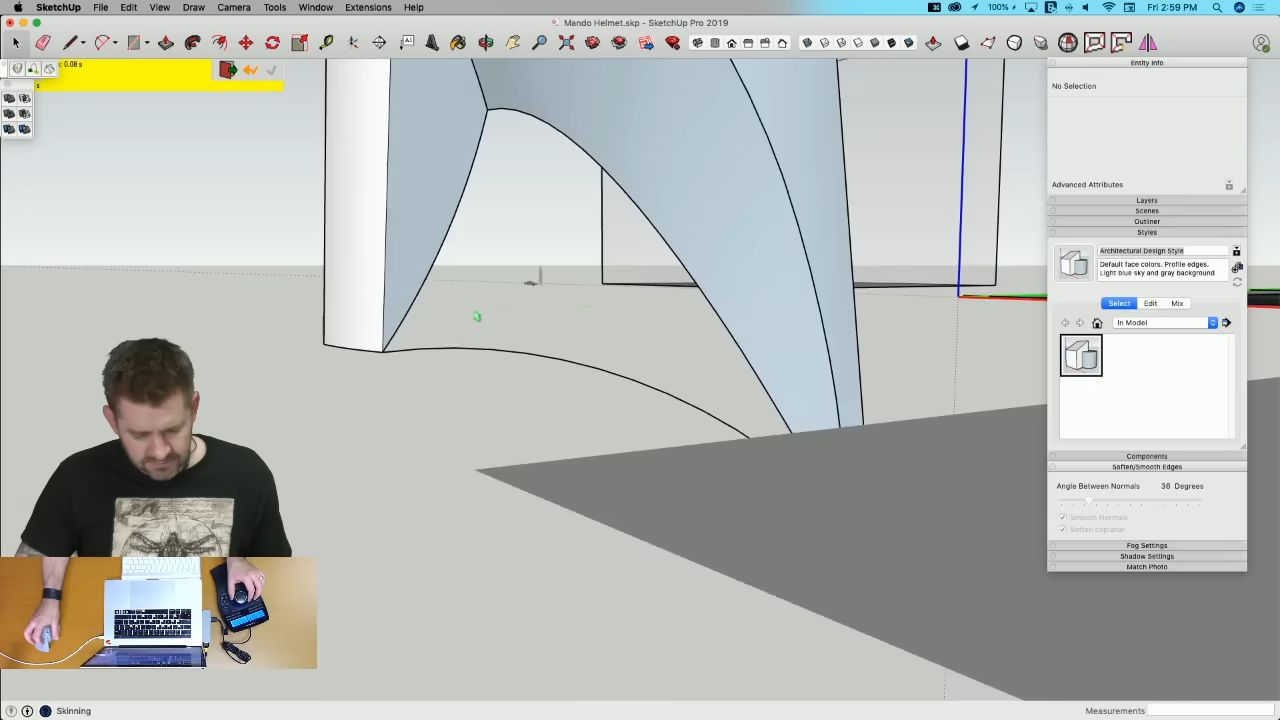 SketchUp File Edit View Draw Camera Tools Window Extensions Help
100%
Fri 2:59 PM
Mando Helmet.skp - SketchUp Pro 2019
: 0.08 s
s
Entity Info
No Selection
Advanced Attributes
Layers
Scenes
Outliner
Styles
Architectural Design Style
Default face colors. Profile edges.
Light blue sky and gray background
Select Edit Mix
In Model
Components
Soften/Smooth Edges
Angle Between Normals 36 Degrees
Smooth Normals
Soften coplanar
Fog Settings
Shadow Settings
Match Photo
Skinning
Measurements